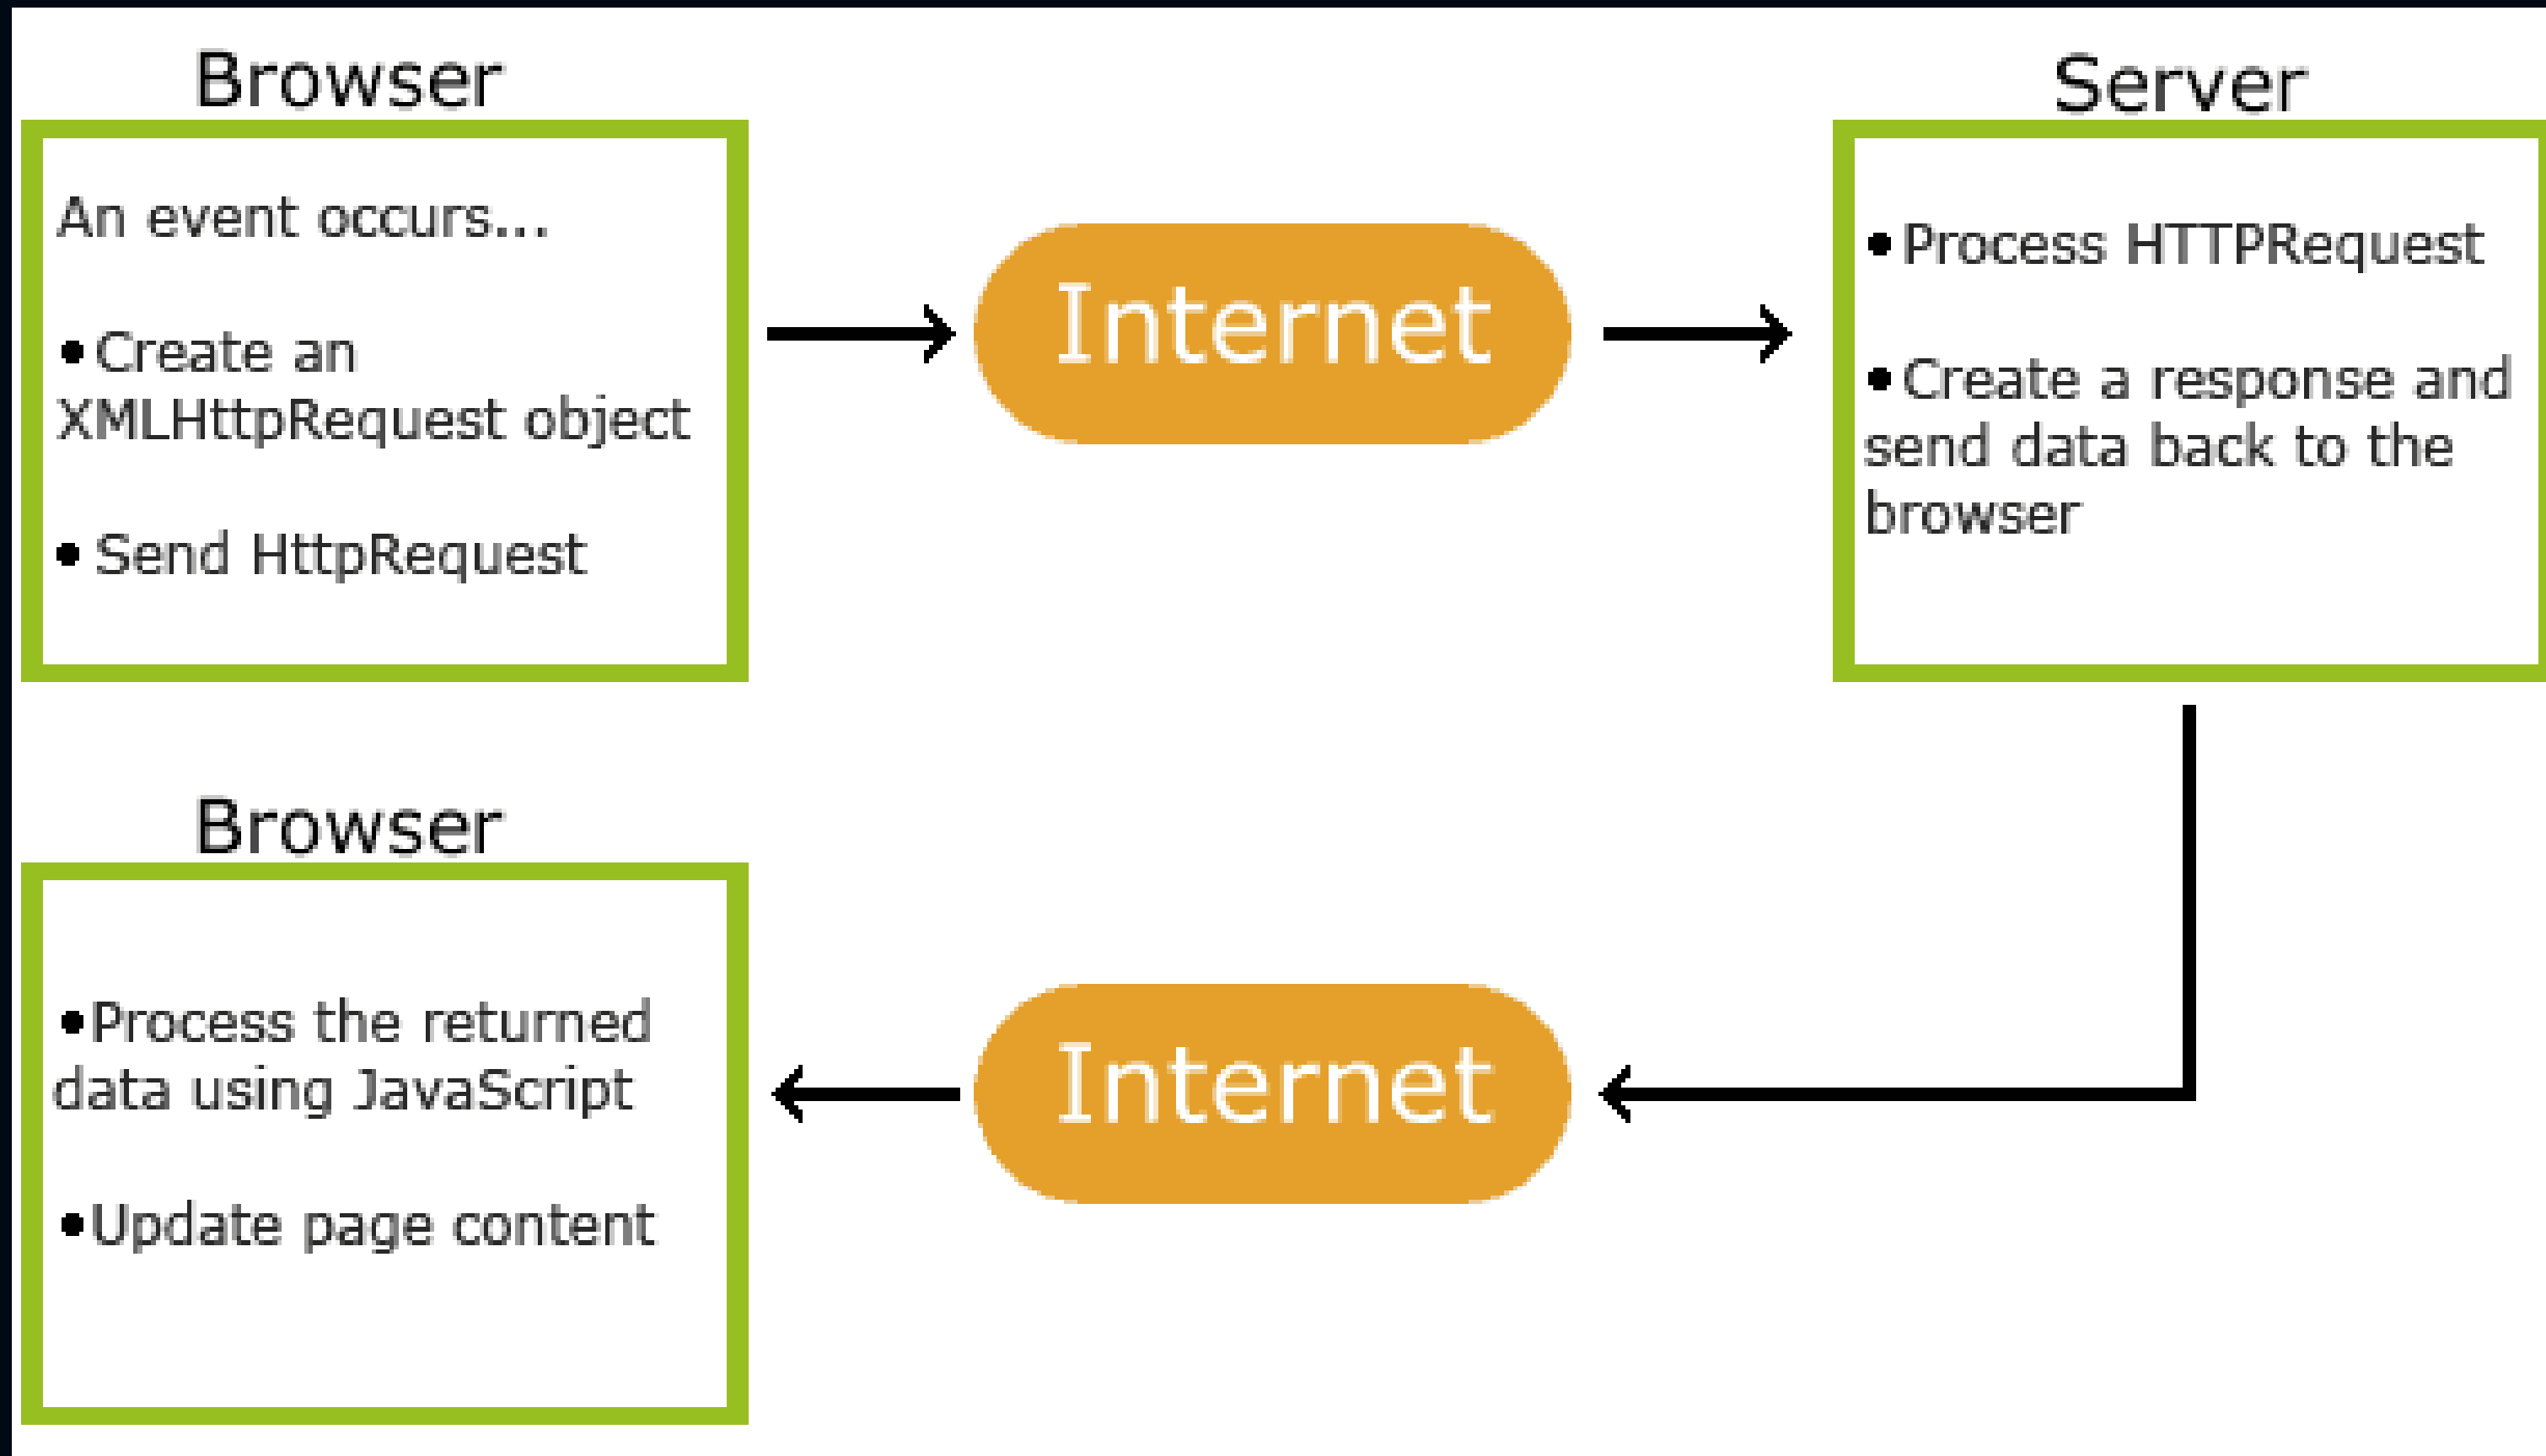 Browser
An event occurs...
• Create an
XMLHttpRequest object
• Send HttpRequest
Internet
Server
• Process HTTPRequest
• Create a response and
send data back to the
browser
Browser
• Process the returned
data using JavaScript
• Update page content
Internet